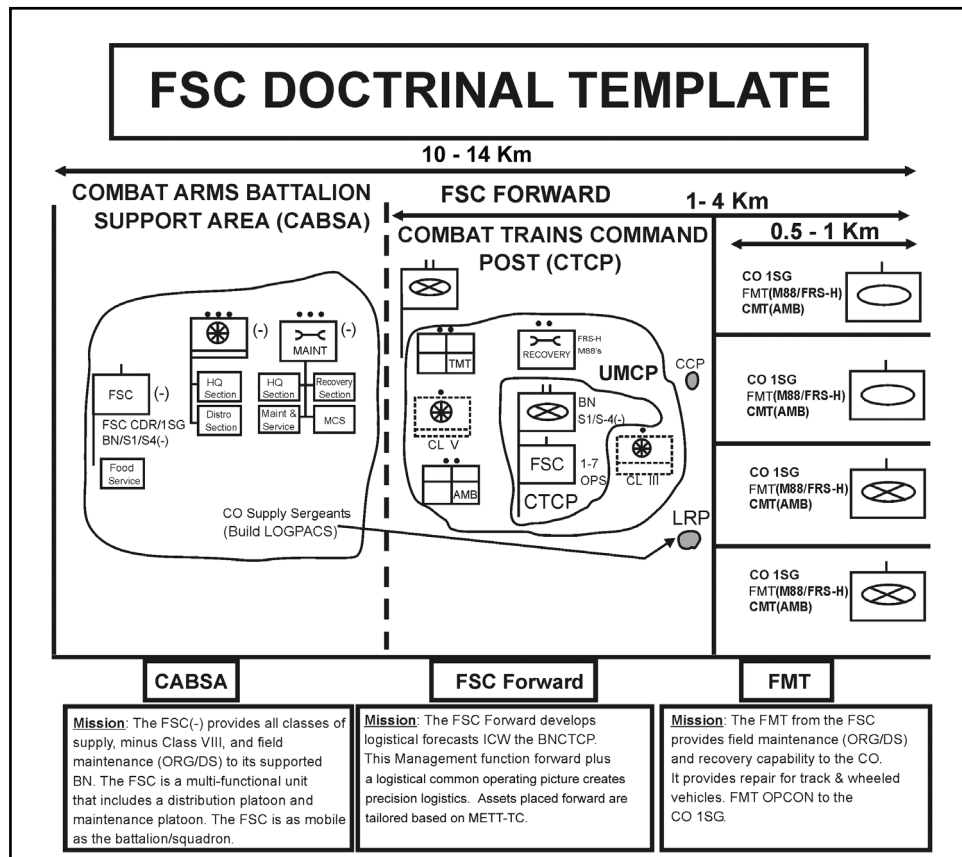 FSC DOCTRINAL TEMPLATE
10 - 14 Km
COMBAT ARMS BATTALION
SUPPORT AREA (CABSA)
FSC FORWARD
1- 4 Km
COMBAT TRAINS COMMAND
POST (CTCP)
0.5 - 1 Km
(-)
MAINT
(-)
FSC
(-)
HQ
Section
Distro
Section
HQ
Section
Recovery
Section
Maint &
Service
MCS
FSC CDR/1SG
BN/S1/S4(-)
Food
Service
CO Supply Sergeants
(Build LOGPACS)
TMT
RECOVERY
FRS-H
M88's
UMCP
CCP
BN
S1/S-4(-)
CL V
FSC
1-7
OPS
CL III
AMB
CTCP
LRP
CO 1SG
FMT(M88/FRS-H)
CMT(AMB)
CO 1SG
FMT(M88/FRS-H)
CMT(AMB)
CO 1SG
FMT(M88/FRS-H)
CMT(AMB)
CO 1SG
FMT(M88/FRS-H)
CMT(AMB)
CABSA
Mission: The FSC(-) provides all classes of
supply, minus Class VIII, and field
maintenance (ORG/DS) to its supported
BN. The FSC is a multi-functional unit
that includes a distribution platoon and
maintenance platoon. The FSC is as mobile
as the battalion/squadron.
FSC Forward
Mission: The FSC Forward develops
logistical forecasts ICW the BNCTCP.
This Management function forward plus
a logistical common operating picture creates
precision logistics. Assets placed forward are
tailored based on METT-TC.
FMT
Mission: The FMT from the FSC
provides field maintenance (ORG/DS)
and recovery capability to the CO.
It provides repair for track & wheeled
vehicles. FMT OPCON to the
CO 1SG.